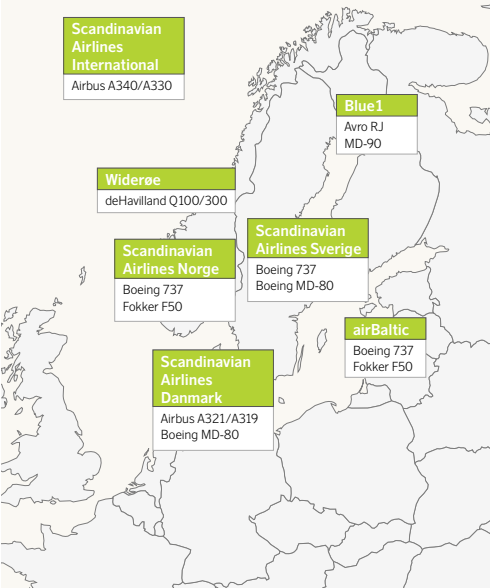 Scandinavian
Airlines
International
Airbus A340/A330
Blue1
Avro RJ
MD-90
Widerøe
deHavilland Q100/300
Scandinavian
Airlines Sverige
Boeing 737
Boeing MD-80
Scandinavian
Airlines Norge
Boeing 737
Fokker F50
airBaltic
Boeing 737
Fokker F50
Scandinavian
Airlines
Danmark
Airbus A321/A319
Boeing MD-80